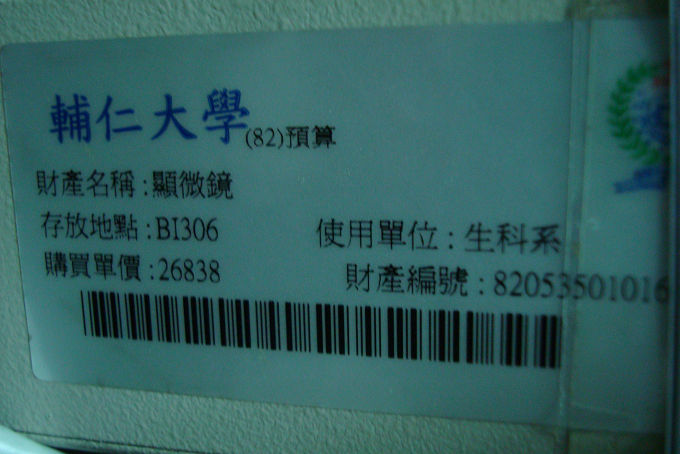 輔仁大學(82)預算
財產名稱:顯微鏡
存放地點:BI306 使用單位:生科系
購買單價:26838 財產編號:82053501016